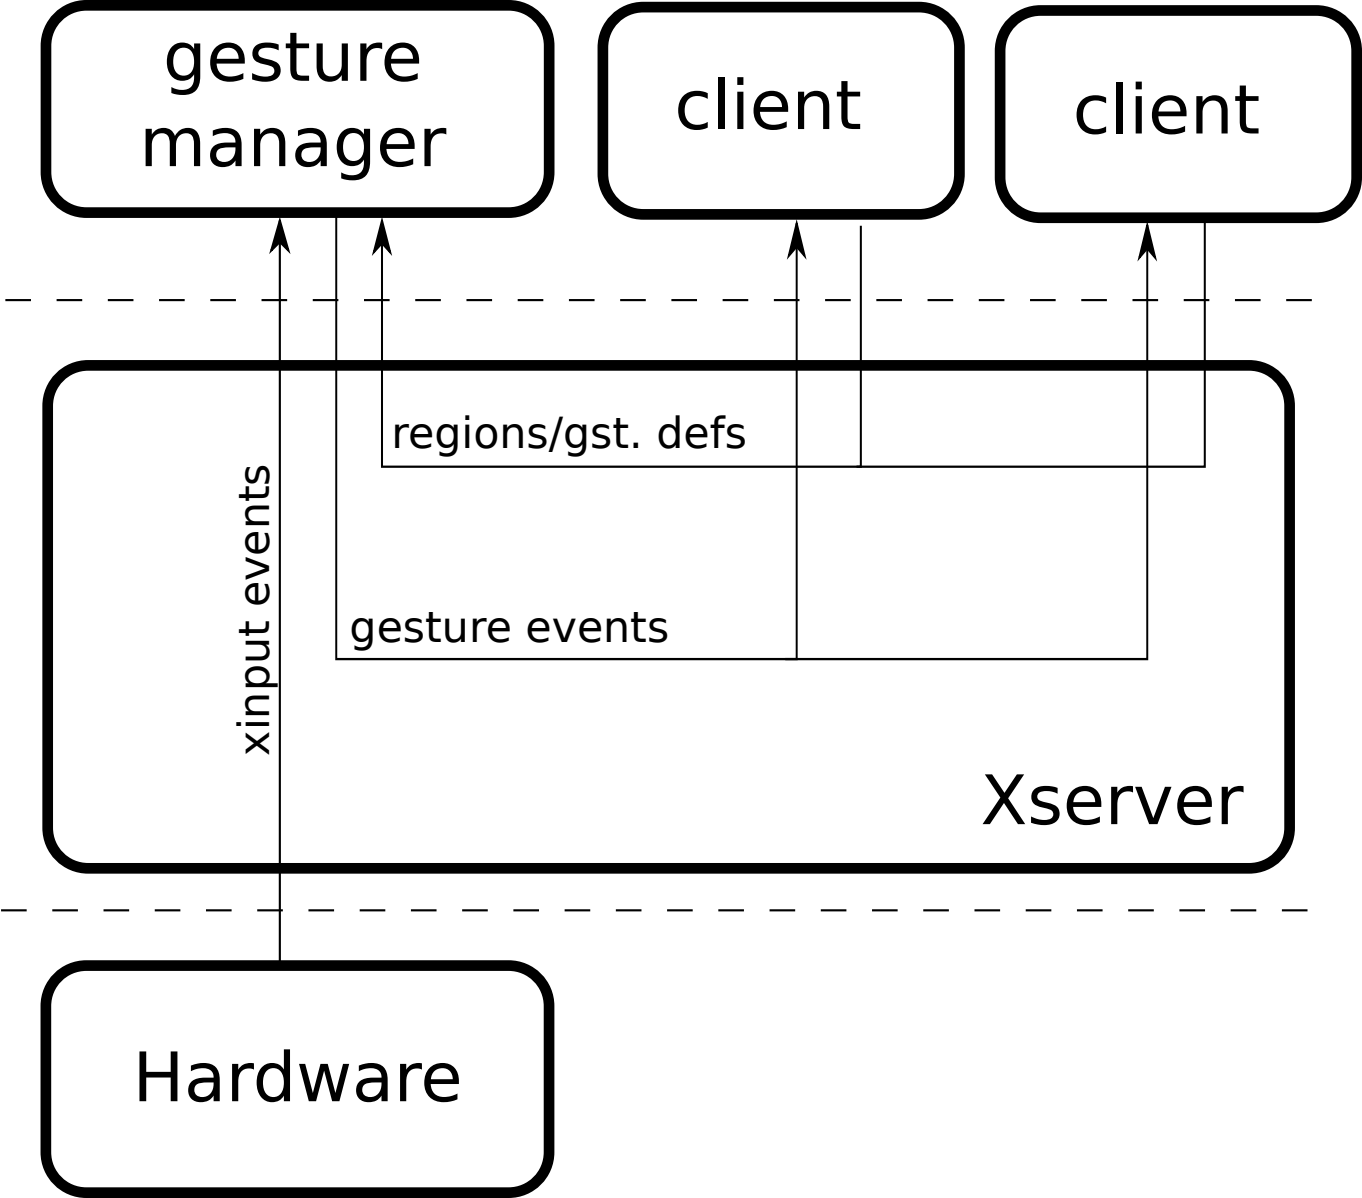 gesture
manager
client
client
regions/gst. defs
xinput events
gesture events
Xserver
Hardware